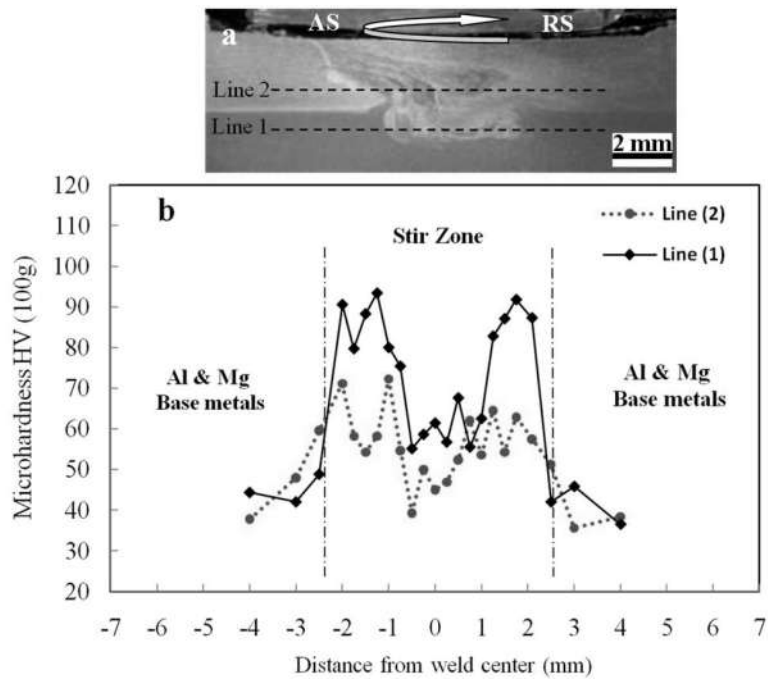 a
AS
RS
Line 2
Line 1
2 mm
b
Line (2)
Line (1)
Stir Zone
Al & Mg
Base metals
Al & Mg
Base metals
Microhardness HV (100g)
120
110
100
90
80
70
60
50
40
30
20
-7 -6 -5 -4 -3 -2 -1 0 1 2 3 4 5 6 7
Distance from weld center (mm)